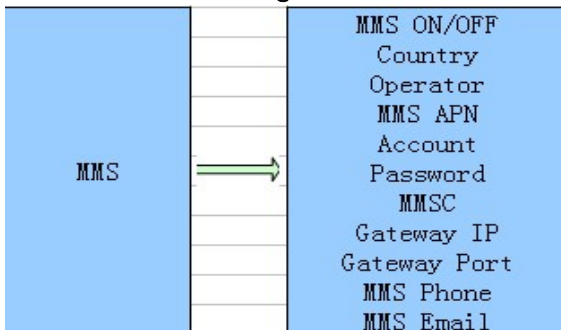 MMS ON/OFF
Country
Operator
MMS APN
Account
MMS
Password
MMSC
Gateway IP
Gateway Port
MMS Phone
MMS Email